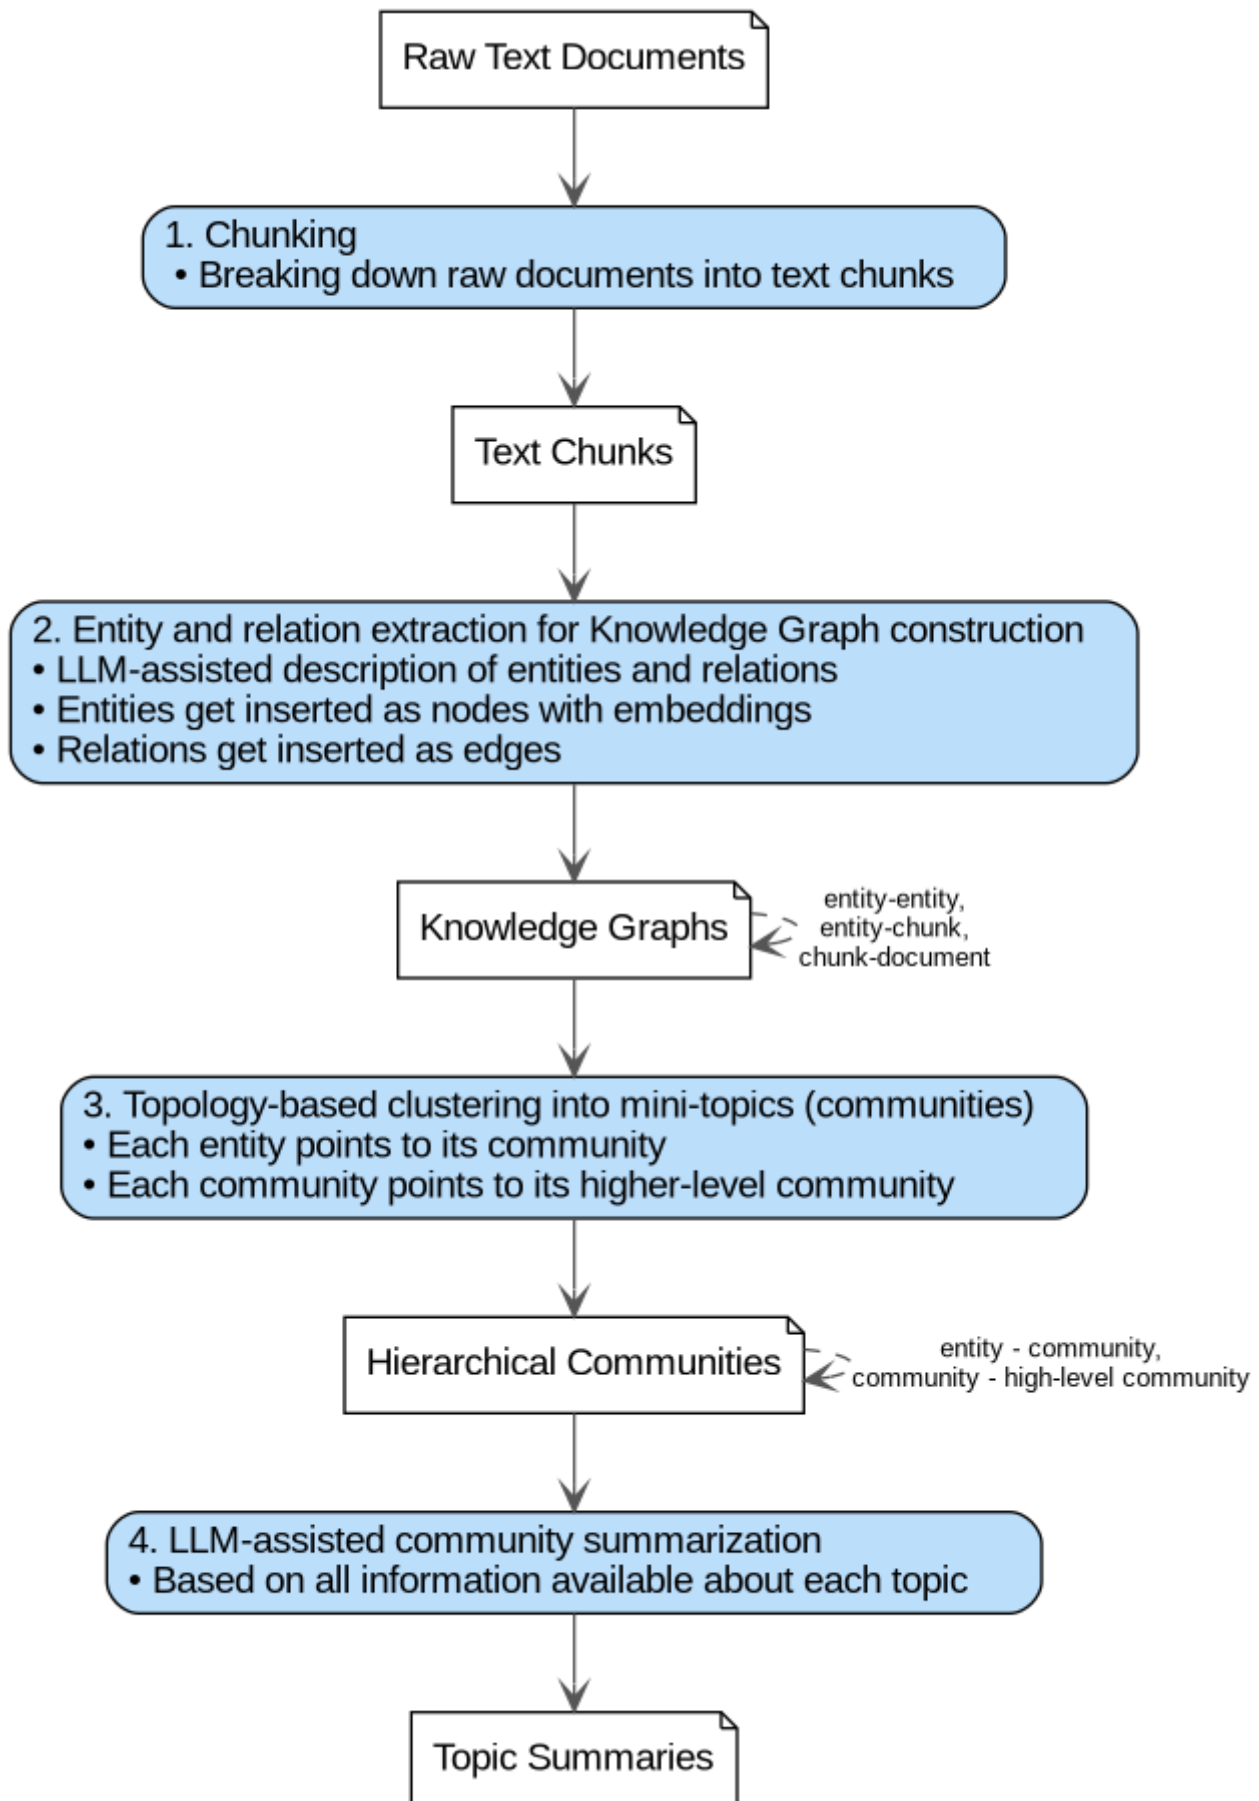 Raw Text Documents
1. Chunking
• Breaking down raw documents into text chunks
Text Chunks
2. Entity and relation extraction for Knowledge Graph construction
• LLM-assisted description of entities and relations
• Entities get inserted as nodes with embeddings
• Relations get inserted as edges
Knowledge Graphs
entity-entity,
entity-chunk,
chunk-document
3. Topology-based clustering into mini-topics (communities)
• Each entity points to its community
• Each community points to its higher-level community
Hierarchical Communities
entity - community,
community - high-level community
4. LLM-assisted community summarization
• Based on all information available about each topic
Topic Summaries